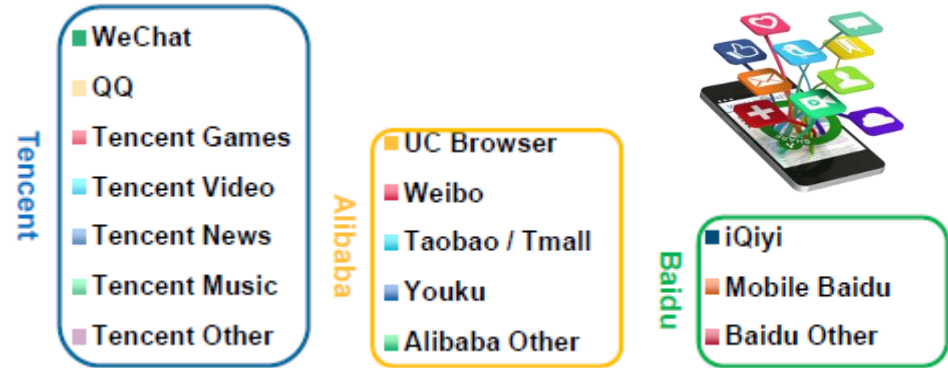 Tencent
WeChat
QQ
Tencent Games
Tencent Video
Tencent News
Tencent Music
Tencent Other
Alibaba
UC Browser
Weibo
Taobao / Tmall
Youku
Alibaba Other
Baidu
iQiyi
Mobile Baidu
Baidu Other